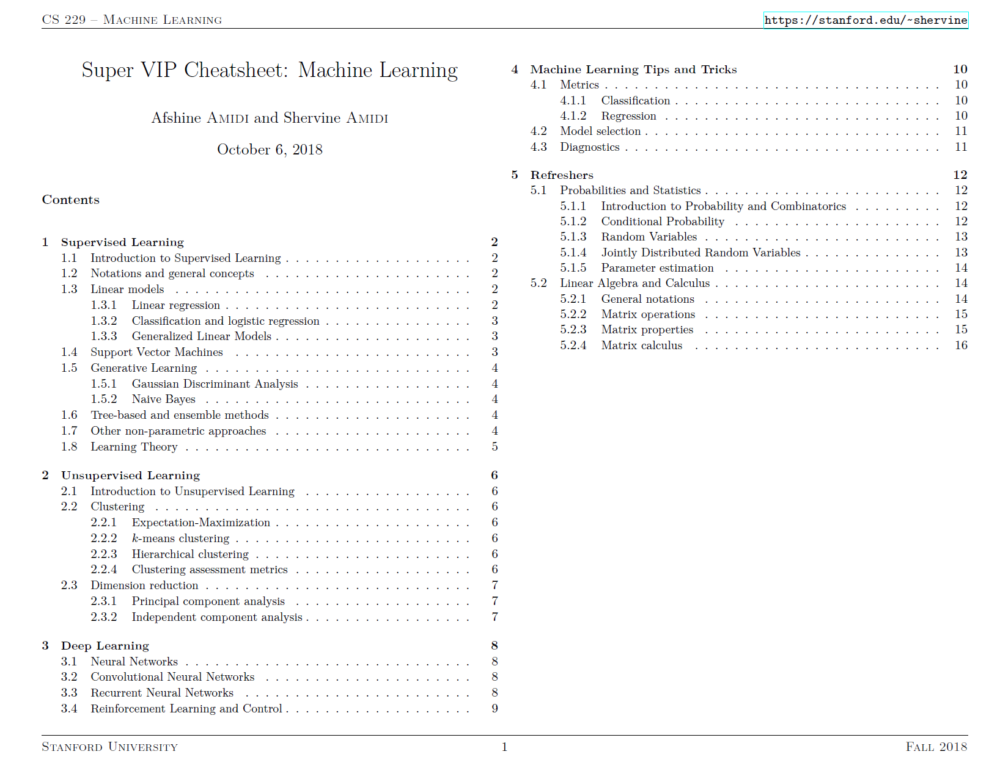 CS 229 – Machine Learning
https://stanford.edu/~shervine
Super VIP Cheatsheet: Machine Learning
Afshine Amidi and Shervine Amidi
October 6, 2018
Contents
1 Supervised Learning 2
1.1 Introduction to Supervised Learning . . . . . . . . . . . . . . . . . . . 2
1.2 Notations and general concepts . . . . . . . . . . . . . . . . . . . . . 2
1.3 Linear models . . . . . . . . . . . . . . . . . . . . . . . . . . . . . . 2
1.3.1 Linear regression . . . . . . . . . . . . . . . . . . . . . . . . . 2
1.3.2 Classification and logistic regression . . . . . . . . . . . . . . . 3
1.3.3 Generalized Linear Models . . . . . . . . . . . . . . . . . . . . 3
1.4 Support Vector Machines . . . . . . . . . . . . . . . . . . . . . . . . 3
1.5 Generative Learning . . . . . . . . . . . . . . . . . . . . . . . . . . . 4
1.5.1 Gaussian Discriminant Analysis . . . . . . . . . . . . . . . . . 4
1.5.2 Naive Bayes . . . . . . . . . . . . . . . . . . . . . . . . . . . 4
1.6 Tree-based and ensemble methods . . . . . . . . . . . . . . . . . . . . 4
1.7 Other non-parametric approaches . . . . . . . . . . . . . . . . . . . . 4
1.8 Learning Theory . . . . . . . . . . . . . . . . . . . . . . . . . . . . . 5
2 Unsupervised Learning 6
2.1 Introduction to Unsupervised Learning . . . . . . . . . . . . . . . . . 6
2.2 Clustering . . . . . . . . . . . . . . . . . . . . . . . . . . . . . . . . 6
2.2.1 Expectation-Maximization . . . . . . . . . . . . . . . . . . . . 6
2.2.2 k-means clustering . . . . . . . . . . . . . . . . . . . . . . . . 6
2.2.3 Hierarchical clustering . . . . . . . . . . . . . . . . . . . . . . 6
2.2.4 Clustering assessment metrics . . . . . . . . . . . . . . . . . . 6
2.3 Dimension reduction . . . . . . . . . . . . . . . . . . . . . . . . . . . 7
2.3.1 Principal component analysis . . . . . . . . . . . . . . . . . . 7
2.3.2 Independent component analysis . . . . . . . . . . . . . . . . . 7
3 Deep Learning 8
3.1 Neural Networks . . . . . . . . . . . . . . . . . . . . . . . . . . . . . 8
3.2 Convolutional Neural Networks . . . . . . . . . . . . . . . . . . . . . 8
3.3 Recurrent Neural Networks . . . . . . . . . . . . . . . . . . . . . . . 8
3.4 Reinforcement Learning and Control . . . . . . . . . . . . . . . . . . . 9
4 Machine Learning Tips and Tricks 10
4.1 Metrics . . . . . . . . . . . . . . . . . . . . . . . . . . . . . . . . . . 10
4.1.1 Classification . . . . . . . . . . . . . . . . . . . . . . . . . . . 10
4.1.2 Regression . . . . . . . . . . . . . . . . . . . . . . . . . . . . 10
4.2 Model selection . . . . . . . . . . . . . . . . . . . . . . . . . . . . . . 11
4.3 Diagnostics . . . . . . . . . . . . . . . . . . . . . . . . . . . . . . . . 11
5 Refreshers 12
5.1 Probabilities and Statistics . . . . . . . . . . . . . . . . . . . . . . . . 12
5.1.1 Introduction to Probability and Combinatorics . . . . . . . . . 12
5.1.2 Conditional Probability . . . . . . . . . . . . . . . . . . . . . 12
5.1.3 Random Variables . . . . . . . . . . . . . . . . . . . . . . . . 13
5.1.4 Jointly Distributed Random Variables . . . . . . . . . . . . . . 13
5.1.5 Parameter estimation . . . . . . . . . . . . . . . . . . . . . . 14
5.2 Linear Algebra and Calculus . . . . . . . . . . . . . . . . . . . . . . . 14
5.2.1 General notations . . . . . . . . . . . . . . . . . . . . . . . . 14
5.2.2 Matrix operations . . . . . . . . . . . . . . . . . . . . . . . . 15
5.2.3 Matrix properties . . . . . . . . . . . . . . . . . . . . . . . . 15
5.2.4 Matrix calculus . . . . . . . . . . . . . . . . . . . . . . . . . 16
Stanford University
1
Fall 2018